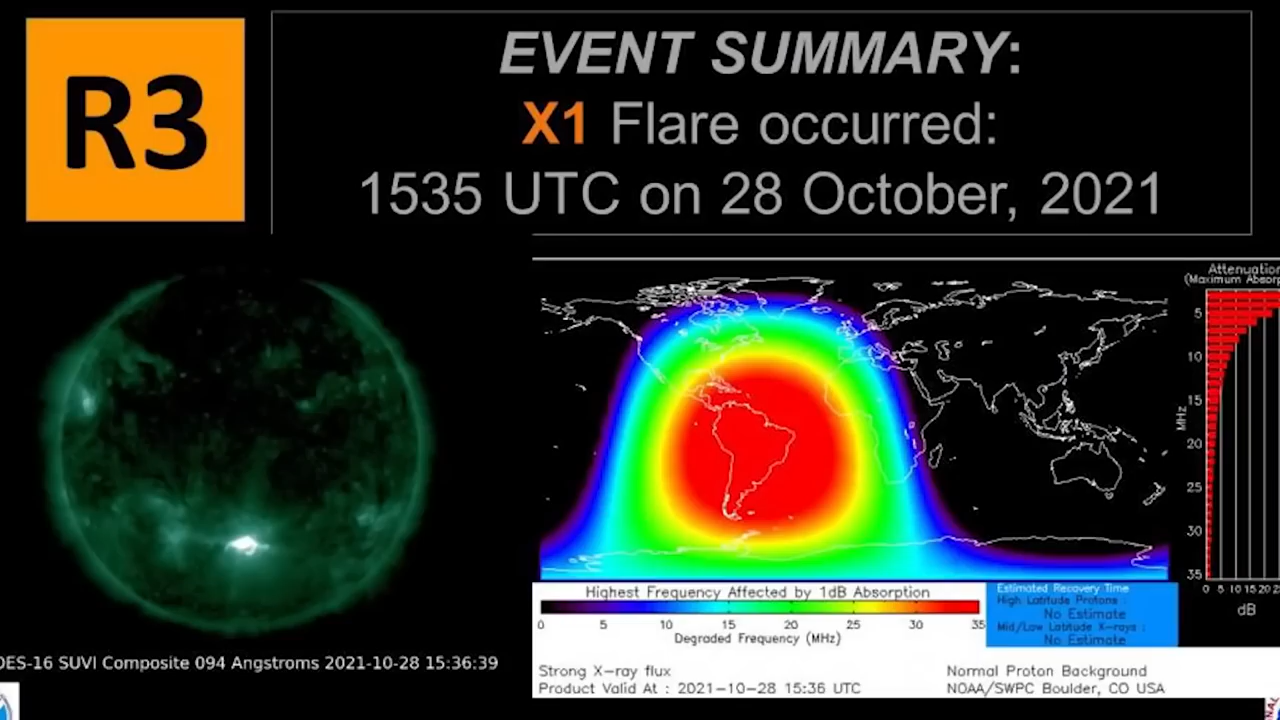 R3
EVENT SUMMARY:
X1 Flare occurred:
1535 UTC on 28 October, 2021
OES-16 SUVI Composite 094 Angstroms 2021-10-28 15:36:39
Attenuation
(Maximum Absorp
5
10
15
20
25
30
35
MHz
0 5 10 15 20 25
dB
Highest Frequency Affected by 1dB Absorption
0 5 10 15 20 25 30 35
Degraded Frequency (MHz)
Estimated Recovery Time
High Latitude Protons :
No Estimate
Mid/Low Latitude X-rays :
No Estimate
Strong X-ray flux
Normal Proton Background
Product Valid At : 2021-10-28 15:36 UTC
NOAA/SWPC Boulder, CO USA